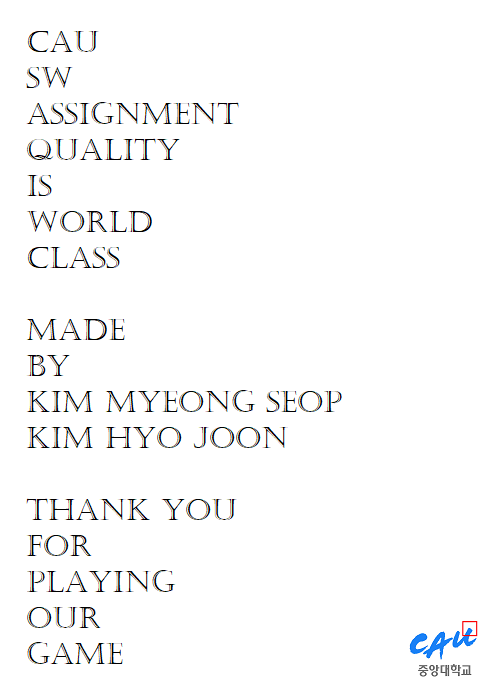 CAU
SW
ASSIGNMENT
QUALITY
IS
WORLD
CLASS
MADE
BY
KIM MYEONG SEOP
KIM HYO JOON
THANK YOU
FOR
PLAYING
OUR
GAME
CAU
중앙대학교